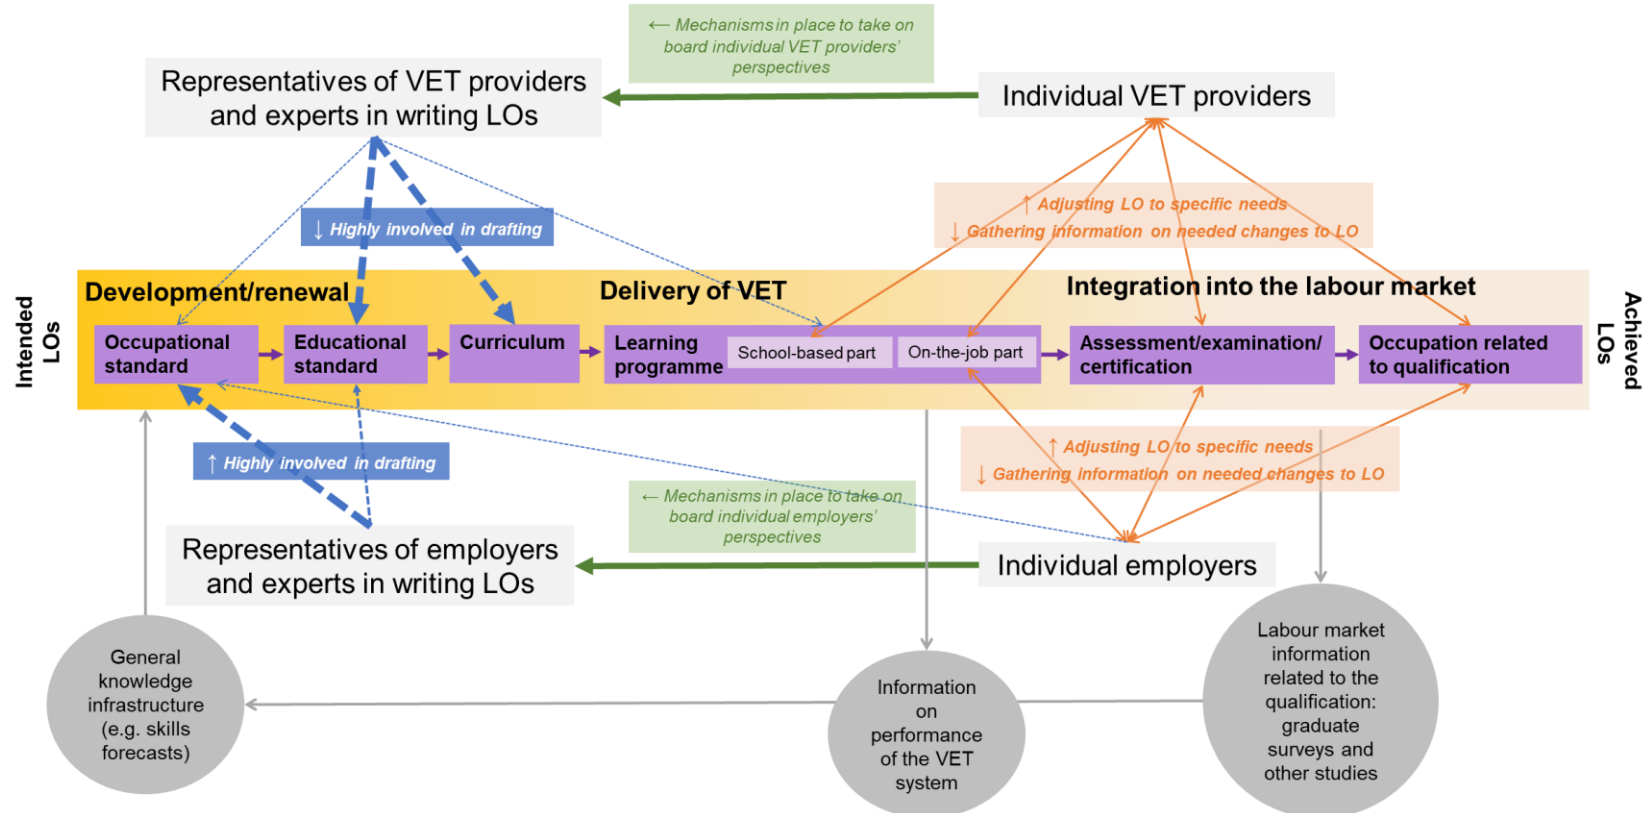 ← Mechanisms in place to take on
board individual VET providers’
perspectives
Representatives of VET providers
and experts in writing LOs
Individual VET providers
↑ Adjusting LO to specific needs
↓ Gathering information on needed changes to LO
↓ Highly involved in drafting
Intended
LOs
Development/renewal
Delivery of VET
Integration into the labour market
Achieved
LOs
Occupational
standard
Educational
standard
Curriculum
Learning
programme
School-based part
On-the-job part
Assessment/examination/
certification
Occupation related
to qualification
↑ Highly involved in drafting
↑ Adjusting LO to specific needs
↓ Gathering information on needed changes to LO
← Mechanisms in place to take on
board individual employers’
perspectives
Representatives of employers
and experts in writing LOs
Individual employers
General
knowledge
infrastructure
(e.g. skills
forecasts)
Information
on
performance
of the VET
system
Labour market
information
related to the
qualification:
graduate
surveys and
other studies